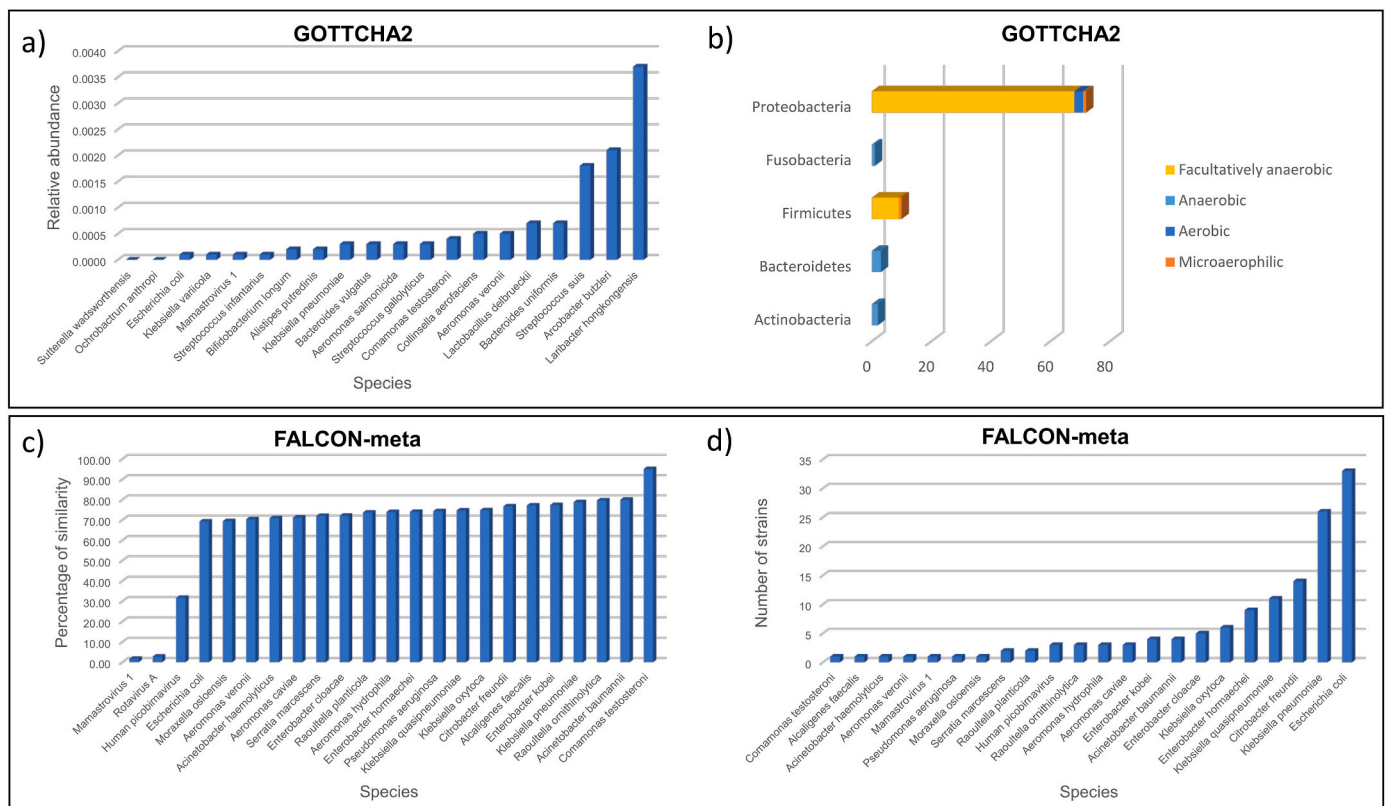 a)
GOTTCHA2
0.0040
0.0035
0.0030
0.0025
0.0020
0.0015
0.0010
0.0005
0.0000
Relative abundance
Sutterella wadsworthensis
Ochrobactrum anthropi
Escherichia coli
Klebsiella variicola
Mamastrovirus 1
Streptococcus infantarius
Bifidobacterium longum
Alistipes putredinis
Klebsiella pneumoniae
Bacteroides vulgatus
Aeromonas salmonicida
Streptococcus gallolyticus
Comamonas testosteroni
Collinsella aerofaciens
Aeromonas veronii
Lactobacillus delbrueckii
Bacteroides uniformis
Streptococcus suis
Arcobacter butzleri
Laribacter hongkongensis
Species
b)
GOTTCHA2
Proteobacteria
Fusobacteria
Firmicutes
Bacteroidetes
Actinobacteria
0 20 40 60 80
Facultatively anaerobic
Anaerobic
Aerobic
Microaerophilic
c)
FALCON-meta
100.00
90.00
80.00
70.00
60.00
50.00
40.00
30.00
20.00
10.00
0.00
Percentage of similarity
Mamastrovirus 1
Rotavirus A
Human picobirnavirus
Escherichia coli
Moraxella osloensis
Aeromonas veronii
Acinetobacter haemolyticus
Aeromonas caviae
Serratia marcescens
Enterobacter cloacae
Raoultella planticola
Aeromonas hydrophila
Enterobacter hormaechei
Pseudomonas aeruginosa
Klebsiella quasipneumoniae
Klebsiella oxytoca
Citrobacter freundii
Alcaligenes faecalis
Enterobacter kobei
Klebsiella pneumoniae
Raoultella ornithinolytica
Acinetobacter baumannii
Comamonas testosteroni
Species
d)
FALCON-meta
35
30
25
20
15
10
5
0
Number of strains
Comamonas testosteroni
Alcaligenes faecalis
Acinetobacter haemolyticus
Aeromonas veronii
Mamastrovirus 1
Pseudomonas aeruginosa
Moraxella osloensis
Serratia marcescens
Raoultella planticola
Human picobirnavirus
Raoultella ornithinolytica
Aeromonas hydrophila
Aeromonas caviae
Enterobacter kobei
Acinetobacter baumannii
Enterobacter cloacae
Klebsiella oxytoca
Enterobacter hormaechei
Klebsiella quasipneumoniae
Citrobacter freundii
Klebsiella pneumoniae
Escherichia coli
Species